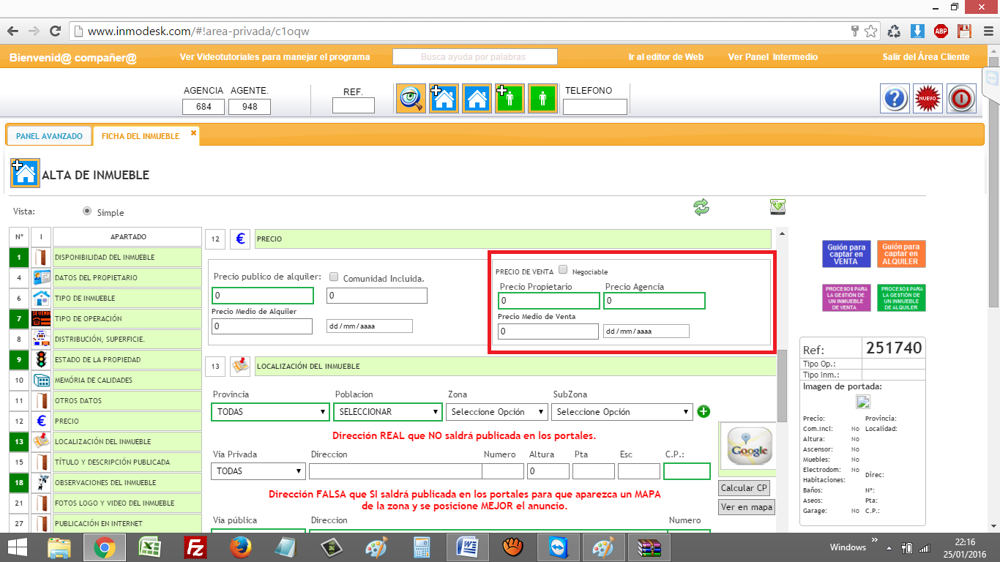 www.inmodesk.com/#!area-privada/c1oqw
ABP
Bienvenid@ compañer@ Ver Videotutoriales para manejar el programa Busca ayuda por palabras Ir al editor de Web Ver Panel Intermedio Salir del Área Cliente
AGENCIA AGENTE. REF. TELEFONO
684 948
NUEVO
PANEL AVANZADO FICHA DEL INMUEBLE
ALTA DE INMUEBLE
Vista: Simple
Nº I APARTADO
1 DISPONIBILIDAD DEL INMUEBLE
4 DATOS DEL PROPIETARIO
6 TIPO DE INMUEBLE
7 TIPO DE OPERACIÓN
8 DISTRIBUCIÓN, SUPERFICIE.
9 ESTADO DE LA PROPIEDAD
10 MEMÓRIA DE CALIDADES
11 OTROS DATOS
12 € PRECIO
13 LOCALIZACIÓN DEL INMUEBLE
15 TÍTULO Y DESCRIPCIÓN PUBLICADA
18 OBSERVACIONES DEL INMUEBLE
21 FOTOS LOGO Y VIDEO DEL INMUEBLE
27 PUBLICACIÓN EN INTERNET
12 € PRECIO
Precio publico de alquiler: Comunidad Incluida.
0 0
Precio Medio de Alquiler
0 dd/mm/aaaa
PRECIO DE VENTA Negociable
Precio Propietario Precio Agencia
0 0
Precio Medio de Venta
0 dd/mm/aaaa
13 LOCALIZACIÓN DEL INMUEBLE
Provincia Poblacion Zona SubZona
TODAS SELECCIONAR Seleccione Opción Seleccione Opción
Dirección REAL que NO saldrá publicada en los portales.
Via Privada Direccion Numero Altura Pta Esc C.P.:
TODAS 0
Google
Calcular CP
Ver en mapa
Dirección FALSA que SI saldrá publicada en los portales para que aparezca un MAPA
de la zona y se posicione MEJOR el anuncio.
Via pública Direccion Numero
Guión para
captar en
VENTA
Guión para
captar en
ALQUILER
PROCESOS PARA
LA GESTIÓN DE
UN INMUEBLE
DE VENTA
PROCESOS PARA
LA GESTIÓN DE
UN INMUEBLE
DE ALQUILER
Ref: 251740
Tipo Op.:
Tipo Inm.:
Imagen de portada:
Precio: Provincia:
Com.Incl: No Localidad:
Altura: No
Ascensor: No
Muebles: No
Electrodom: No
Habitaciones: Direc:
Baños: Nº:
Aseos: Pta:
Garage: No C.P.:
Windows
22:16
25/01/2016